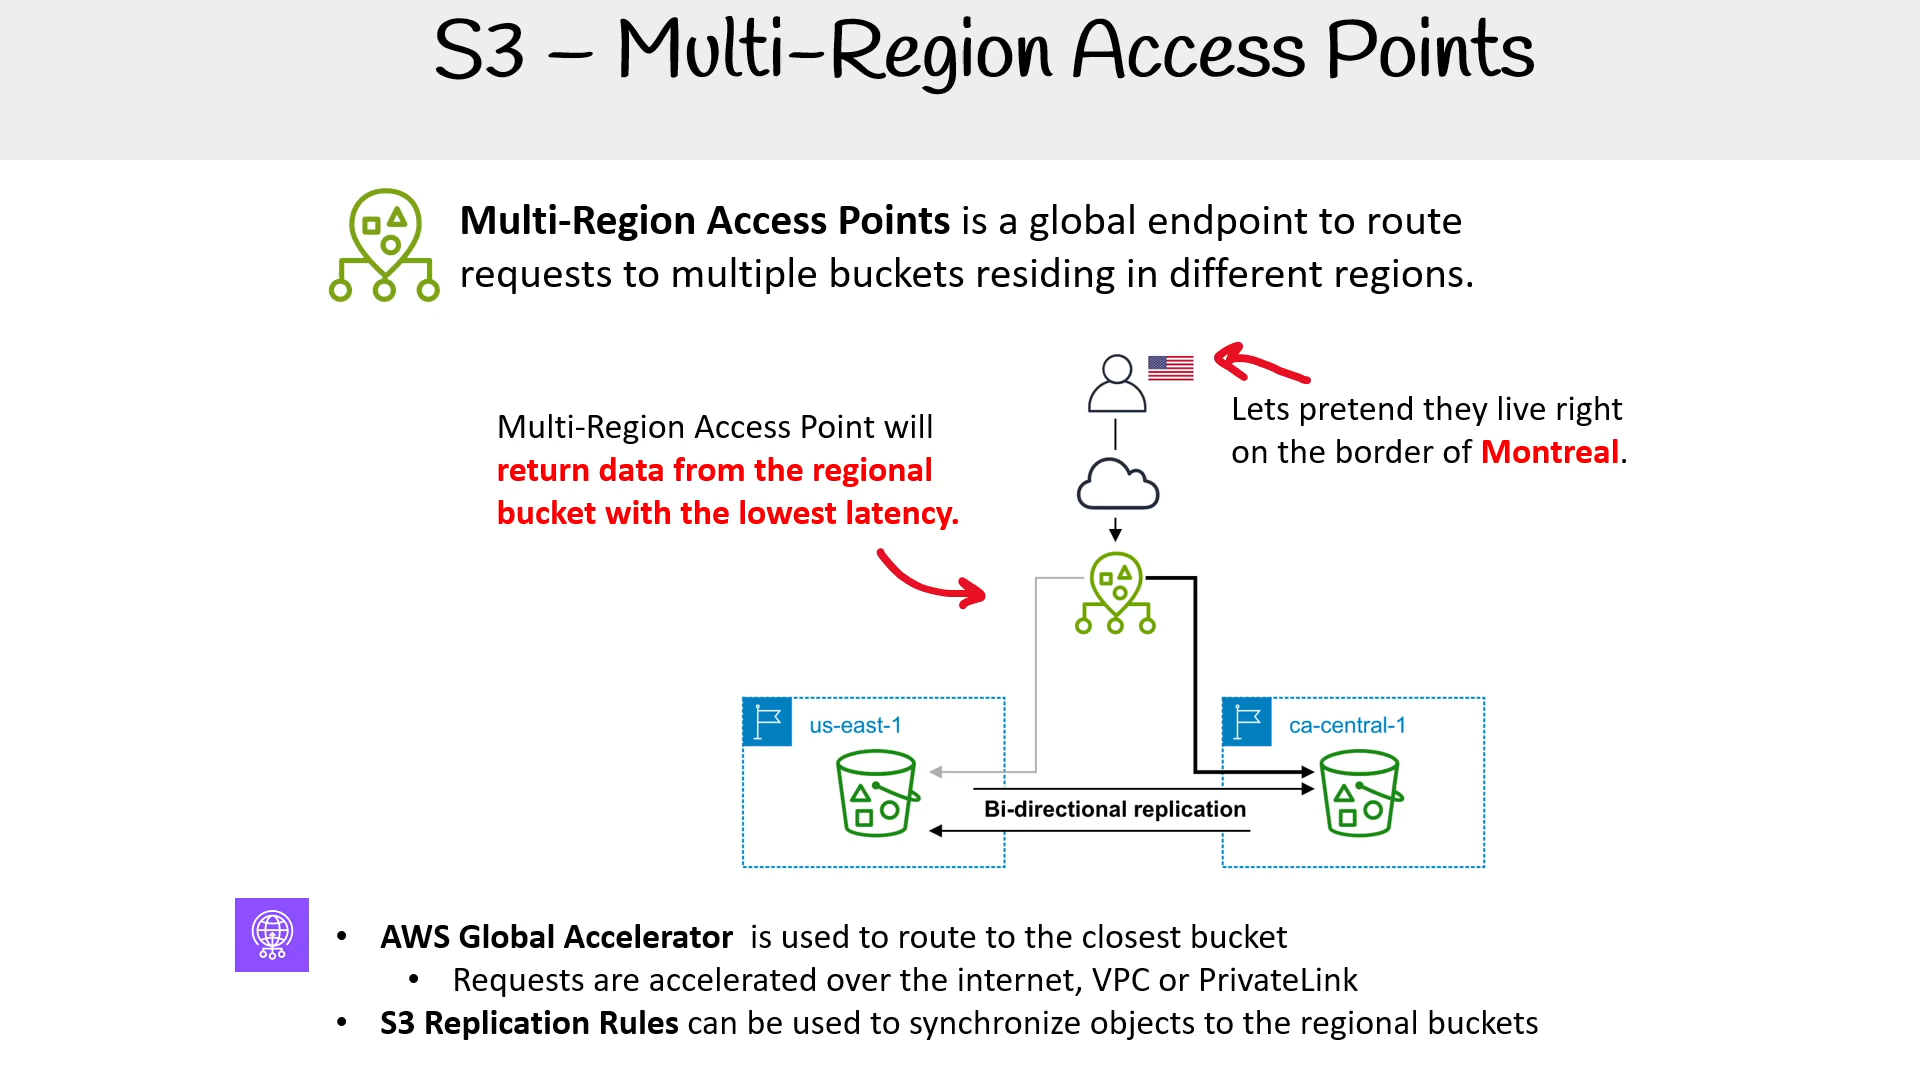 S3 – Multi-Region Access Points
Multi-Region Access Points is a global endpoint to route
requests to multiple buckets residing in different regions.
Multi-Region Access Point will
return data from the regional
bucket with the lowest latency.
Lets pretend they live right
on the border of Montreal.
us-east-1
ca-central-1
Bi-directional replication
• AWS Global Accelerator is used to route to the closest bucket
• Requests are accelerated over the internet, VPC or PrivateLink
• S3 Replication Rules can be used to synchronize objects to the regional buckets